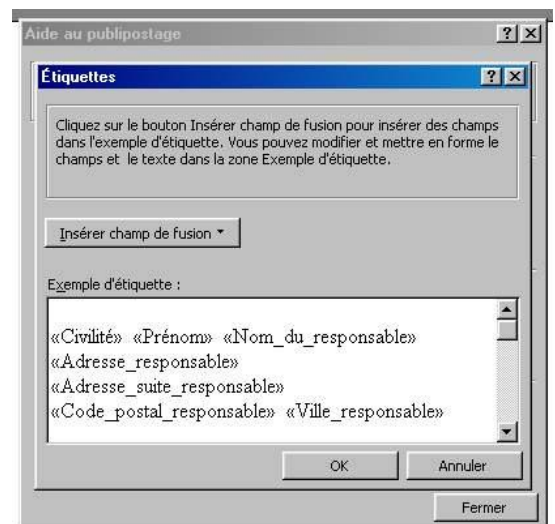 Aide au publipostage
Étiquettes
Cliquez sur le bouton Insérer champ de fusion pour insérer des champs
dans l'exemple d'étiquette. Vous pouvez modifier et mettre en forme le
champs et le texte dans la zone Exemple d'étiquette.
Insérer champ de fusion
Exemple d'étiquette :
«Civilité» «Prénom» «Nom_du_responsable»
«Adresse_responsable»
«Adresse_suite_responsable»
«Code_postal_responsable» «Ville_responsable»
OK Annuler
Fermer